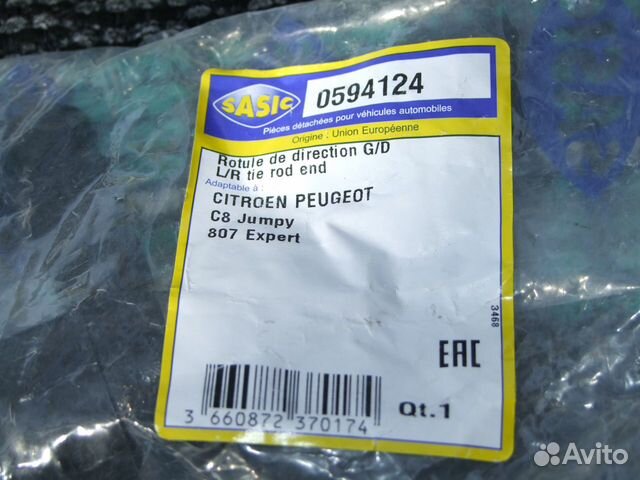 SASIC
0594124
Pièces détachées pour véhicules automobiles
Origine : Union Européenne
Rotule de direction G/D
L/R tie rod end
Adaptable à :
CITROEN PEUGEOT
C8 Jumpy
807 Expert
3468
EAC
3 660872 370174
Qt.1
Avito